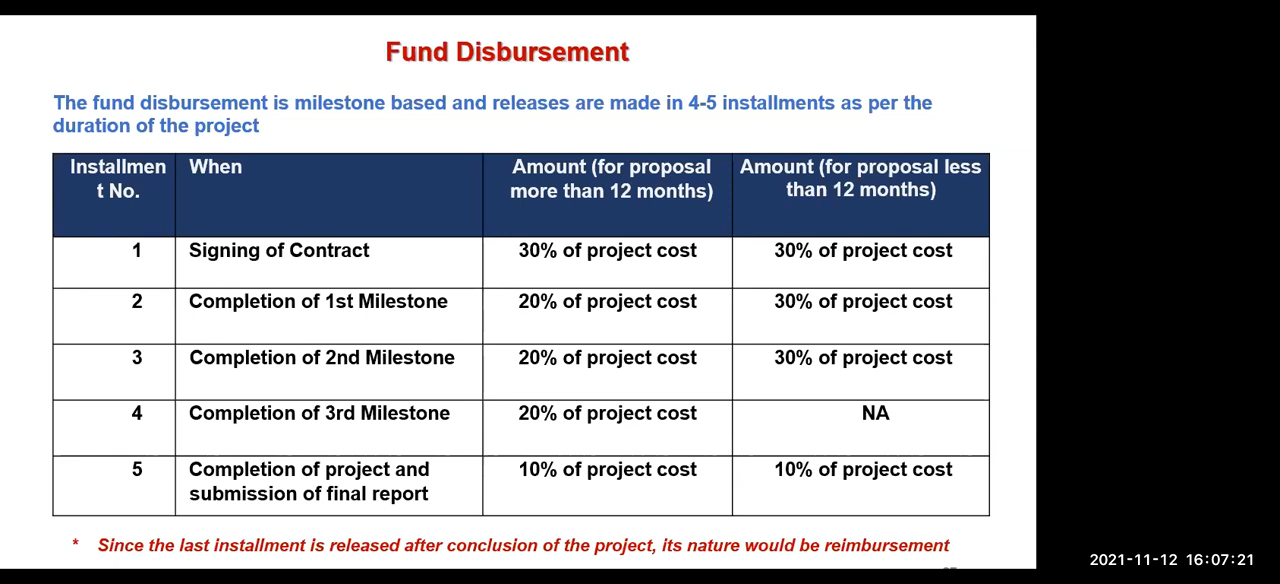 Fund Disbursement
The fund disbursement is milestone based and releases are made in 4-5 installments as per the
duration of the project
Installmen
t No.
When
Amount (for proposal
more than 12 months)
Amount (for proposal less
than 12 months)
1
Signing of Contract
30% of project cost
30% of project cost
2
Completion of 1st Milestone
20% of project cost
30% of project cost
3
Completion of 2nd Milestone
20% of project cost
30% of project cost
4
Completion of 3rd Milestone
20% of project cost
NA
5
Completion of project and
submission of final report
10% of project cost
10% of project cost
* Since the last installment is released after conclusion of the project, its nature would be reimbursement
2021-11-12 16:07:21